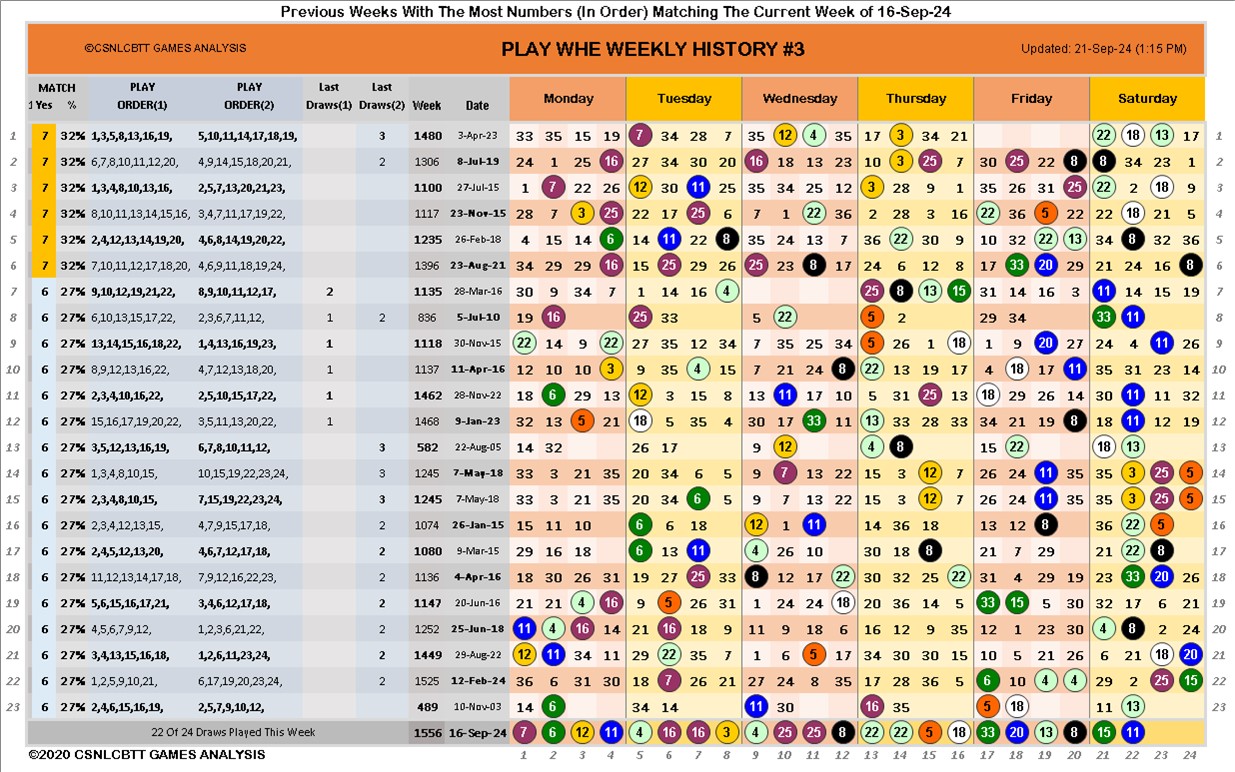 Previous Weeks With The Most Numbers (In Order) Matching The Current Week of 16-Sep-24
©CSNLCBTT GAMES ANALYSIS PLAY WHE WEEKLY HISTORY #3 Updated: 21-Sep-24 (1:15 PM)
MATCH PLAY PLAY Last Last
1 Yes % ORDER(1) ORDER(2) Draws(1) Draws(2) Week Date Monday Tuesday Wednesday Thursday Friday Saturday
1 7 32% 1,3,5,8,13,16,19, 5,10,11,14,17,18,19, 3 1480 3-Apr-23 33 35 15 19 7 34 28 7 35 12 4 35 17 3 34 21 22 18 13 17 1
2 7 32% 6,7,8,10,11,12,20, 4,9,14,15,18,20,21, 2 1306 8-Jul-19 24 1 25 16 27 34 30 20 16 18 13 23 10 3 25 7 30 25 22 8 8 34 23 1 2
3 7 32% 1,3,4,8,10,13,16, 2,5,7,13,20,21,23, 1100 27-Jul-15 1 7 22 26 12 30 11 25 35 34 25 12 3 28 9 1 35 26 31 25 22 2 18 9 3
4 7 32% 8,10,11,13,14,15,16, 3,4,7,11,17,19,22, 1117 23-Nov-15 28 7 3 25 22 17 25 6 7 1 22 36 2 28 3 16 22 36 5 22 22 18 21 5 4
5 7 32% 2,4,12,13,14,19,20, 4,6,8,14,19,20,22, 1235 26-Feb-18 4 15 14 6 14 11 22 8 35 24 13 7 36 22 30 9 10 32 22 13 34 8 32 36 5
6 7 32% 7,10,11,12,17,18,20, 4,6,9,11,18,19,24, 1396 23-Aug-21 34 29 29 16 15 25 29 26 25 23 8 17 24 6 12 8 17 33 20 29 21 24 16 8 6
7 6 27% 9,10,12,19,21,22, 8,9,10,11,12,17, 2 1135 28-Mar-16 30 9 34 7 1 14 16 4 25 8 13 15 31 14 16 3 11 14 15 19 7
8 6 27% 6,10,13,15,17,22, 2,3,6,7,11,12, 1 2 836 5-Jul-10 19 16 25 33 5 22 5 2 29 34 33 11 8
9 6 27% 13,14,15,16,18,22, 1,4,13,16,19,23, 1 1118 30-Nov-15 22 14 9 22 27 35 12 34 7 35 25 34 5 26 1 18 1 9 20 27 24 4 11 26 9
10 6 27% 8,9,12,13,16,22, 4,7,12,13,18,20, 1 1137 11-Apr-16 12 10 10 3 9 35 4 15 7 21 24 8 22 13 19 17 4 18 17 11 35 31 23 14 10
11 6 27% 2,3,4,10,16,22, 2,5,10,15,17,22, 1 1462 28-Nov-22 18 6 29 13 12 3 15 8 13 11 17 10 5 31 25 13 18 29 26 14 30 11 11 32 11
12 6 27% 15,16,17,19,20,22, 3,5,11,13,20,22, 1 1468 9-Jan-23 32 13 5 21 18 5 35 4 30 17 33 11 13 33 28 33 34 21 19 8 18 11 12 19 12
13 6 27% 3,5,12,13,16,19, 6,7,8,10,11,12, 3 582 22-Aug-05 14 32 26 17 9 12 4 8 15 22 18 13 13
14 6 27% 1,3,4,8,10,15, 10,15,19,22,23,24, 3 1245 7-May-18 33 3 21 35 20 34 6 5 9 7 13 22 15 3 12 7 26 24 11 35 35 3 25 5 14
15 6 27% 2,3,4,8,10,15, 7,15,19,22,23,24, 3 1245 7-May-18 33 3 21 35 20 34 6 5 9 7 13 22 15 3 12 7 26 24 11 35 35 3 25 5 15
16 6 27% 2,3,4,12,13,15, 4,7,9,15,17,18, 2 1074 26-Jan-15 15 11 10 6 6 18 12 1 11 14 36 18 13 12 8 36 22 5 16
17 6 27% 2,4,5,12,13,20, 4,6,7,12,17,18, 2 1080 9-Mar-15 29 16 18 6 13 11 4 26 10 30 18 8 21 7 29 21 22 8 17
18 6 27% 11,12,13,14,17,18, 7,9,12,16,22,23, 2 1136 4-Apr-16 18 30 26 31 19 27 25 33 8 12 17 22 30 32 25 22 31 4 29 19 23 33 20 26 18
19 6 27% 5,6,15,16,17,21, 3,4,6,12,17,18, 2 1147 20-Jun-16 21 21 4 16 9 5 26 31 1 24 24 18 20 36 14 5 33 15 5 30 32 17 6 21 19
20 6 27% 4,5,6,7,9,12, 1,2,3,6,21,22, 2 1252 25-Jun-18 11 4 16 14 21 16 18 9 11 9 18 6 16 12 9 35 12 1 23 30 4 8 2 24 20
21 6 27% 3,4,13,15,16,18, 1,2,6,11,23,24, 2 1449 29-Aug-22 12 11 34 11 29 22 35 7 1 6 5 17 34 30 30 15 10 5 21 26 6 21 18 20 21
22 6 27% 1,2,5,9,10,21, 6,17,19,20,23,24, 2 1525 12-Feb-24 36 6 31 30 18 7 26 21 27 24 8 35 17 28 36 5 6 10 4 4 29 2 25 15 22
23 6 27% 2,4,6,15,16,19, 2,5,7,9,10,12, 489 10-Nov-03 14 6 34 14 11 30 16 35 5 18 11 13 23
22 Of 24 Draws Played This Week 1556 16-Sep-24 7 6 12 11 4 16 16 3 4 25 25 8 22 22 5 18 33 20 13 8 15 11
©2020 CSNLCBTT GAMES ANALYSIS 1 2 3 4 5 6 7 8 9 10 11 12 13 14 15 16 17 18 19 20 21 22 23 24